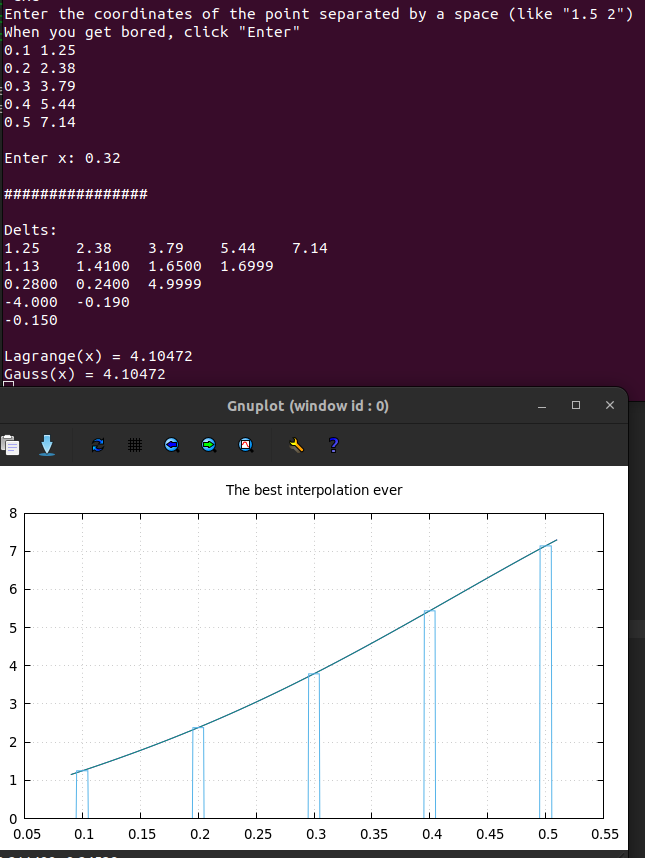 Enter the coordinates of the point separated by a space (like "1.5 2")
When you get bored, click "Enter"
0.1 1.25
0.2 2.38
0.3 3.79
0.4 5.44
0.5 7.14
Enter x: 0.32
################
Delts:
1.25 2.38 3.79 5.44 7.14
1.13 1.4100 1.6500 1.6999
0.2800 0.2400 4.9999
-4.000 -0.190
-0.150
Lagrange(x) = 4.10472
Gauss(x) = 4.10472
Gnuplot (window id : 0)
The best interpolation ever
8
7
6
5
4
3
2
1
0
0.05 0.1 0.15 0.2 0.25 0.3 0.35 0.4 0.45 0.5 0.55